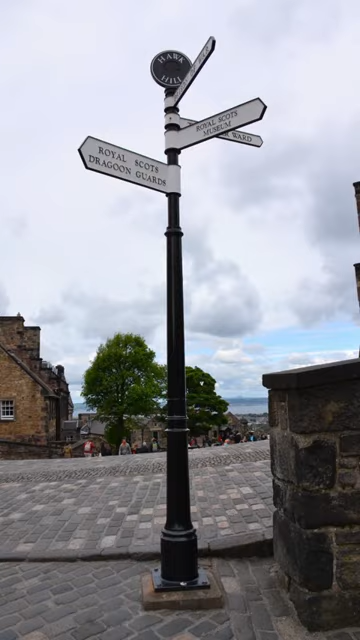 HAWK
HILL
ROYAL SCOTS
MUSEUM
WARD
ROYAL SCOTS
DRAGOON GUARDS